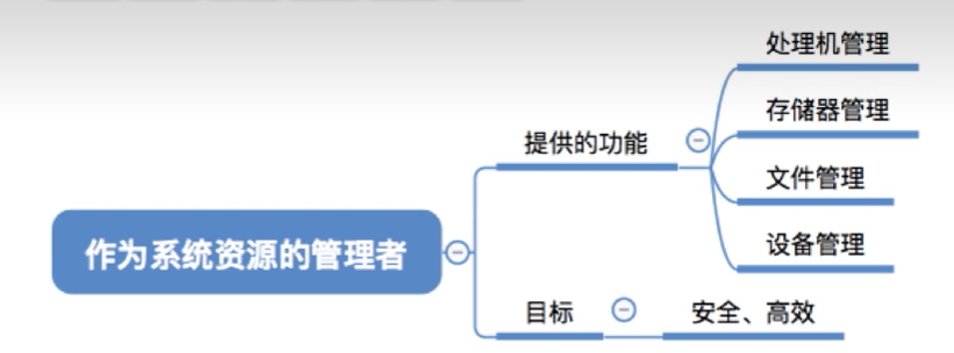 作为系统资源的管理者
提供的功能
处理机管理
存储器管理
文件管理
设备管理
目标
安全、高效